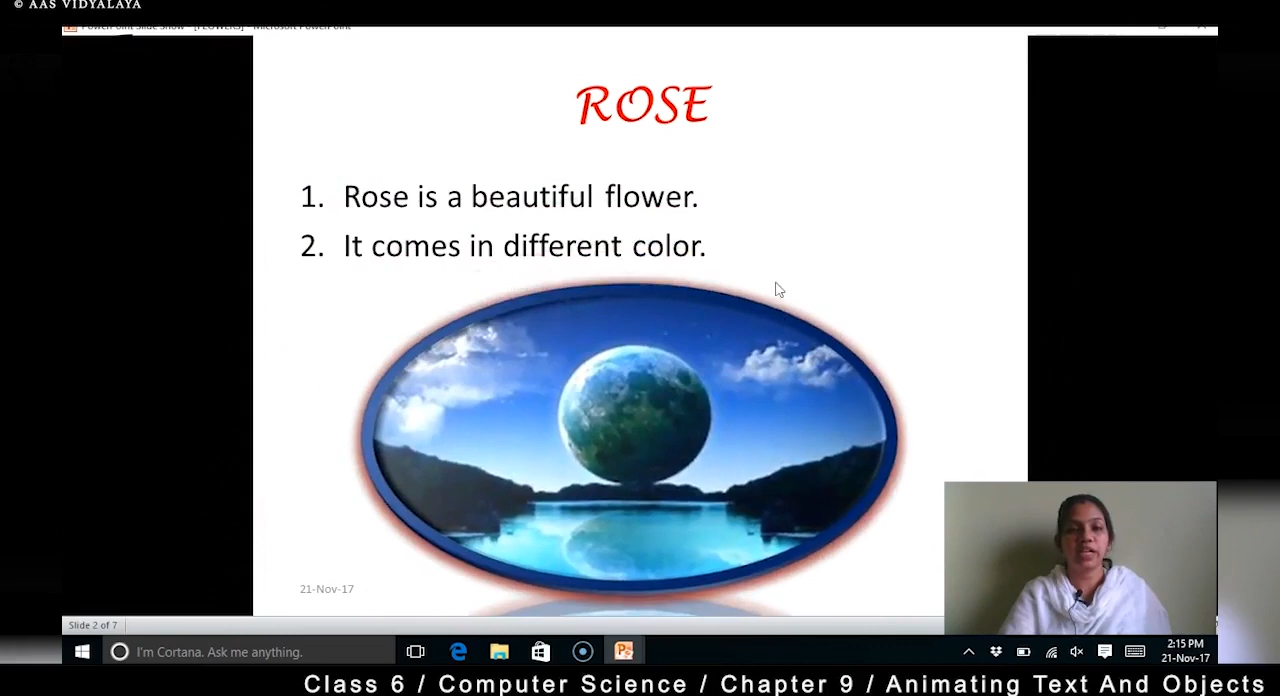 © AAS VIDYALAYA
PowerPoint Slide Show - [FLOWERS] - Microsoft PowerPoint
ROSE
1. Rose is a beautiful flower.
2. It comes in different color.
21-Nov-17
Slide 2 of 7
I'm Cortana. Ask me anything.
2:15 PM
21-Nov-17
Class 6 / Computer Science / Chapter 9 / Animating Text And Objects